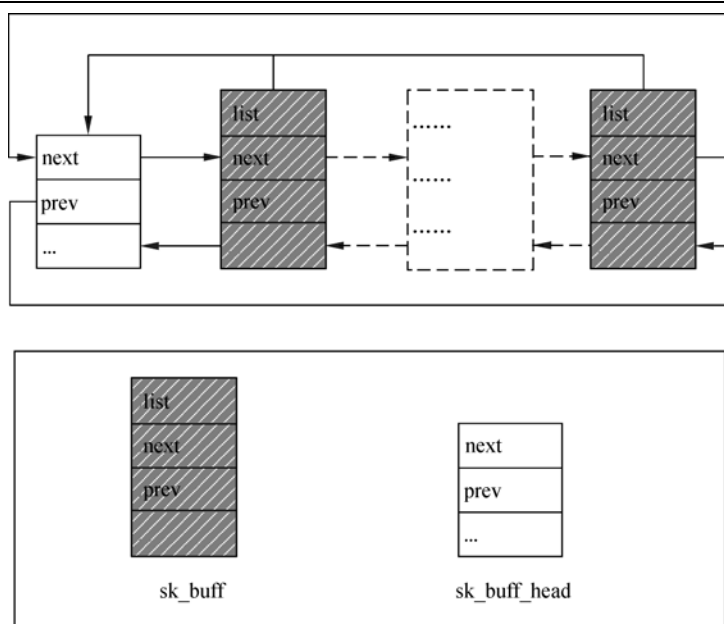 list
......
list
next
next
next
prev
......
prev
prev
...
......
list
next
next
prev
prev
...
sk_buff
sk_buff_head